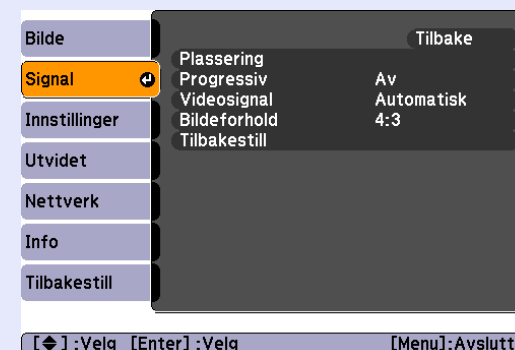 Bilde
Signal
Innstillinger
Utvidet
Nettverk
Info
Tilbakestill
Tilbake
Plassering
Progressiv Av
Videosignal Automatisk
Bildeforhold 4:3
Tilbakestill
[◆]:Velg [Enter]:Velg [Menu]:Avslutt